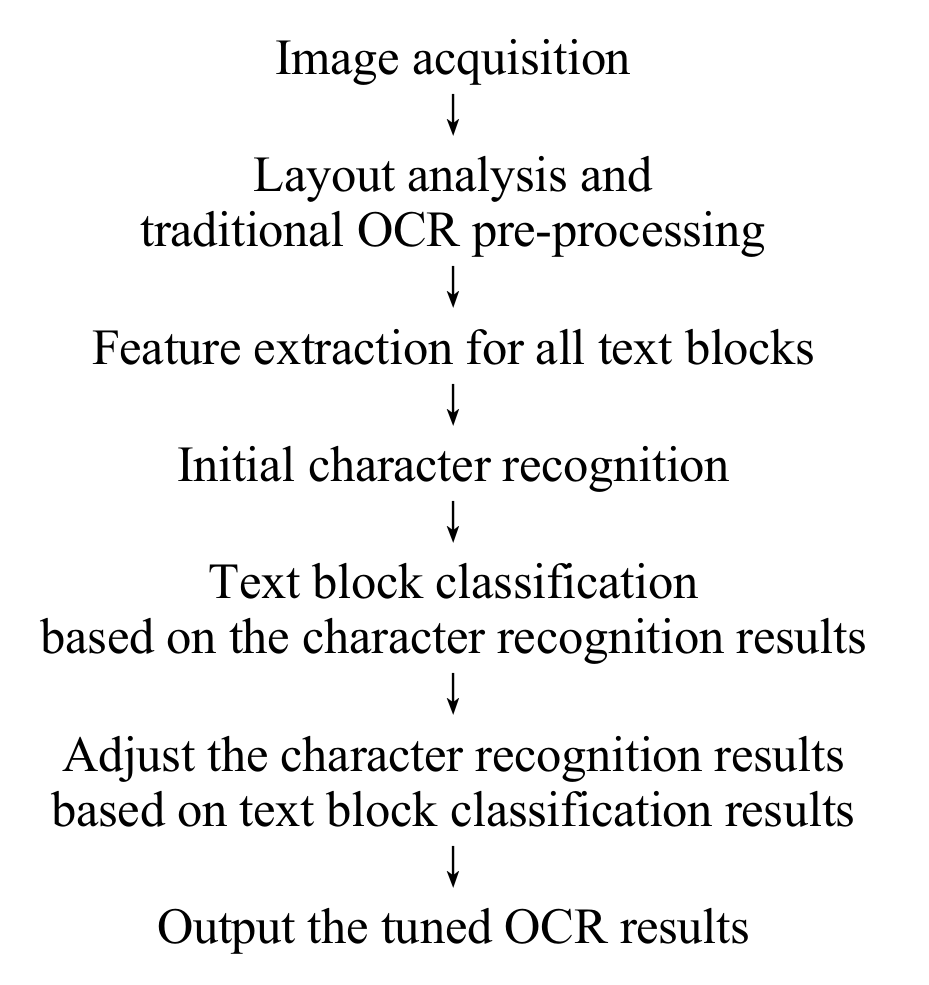 Image acquisition
Layout analysis and
traditional OCR pre-processing
Feature extraction for all text blocks
Initial character recognition
Text block classification
based on the character recognition results
Adjust the character recognition results
based on text block classification results
Output the tuned OCR results